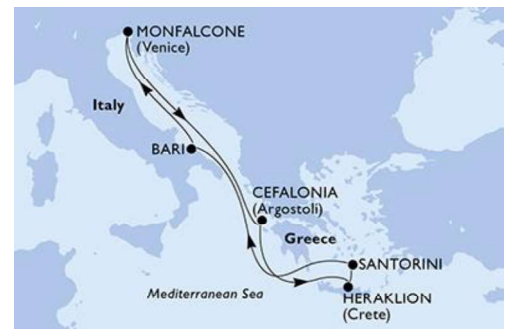 MONFALCONE
(Venice)
Italy
BARI
CEFALONIA
(Argostoli)
Greece
SANTORINI
Mediterranean Sea
HERAKLION
(Crete)